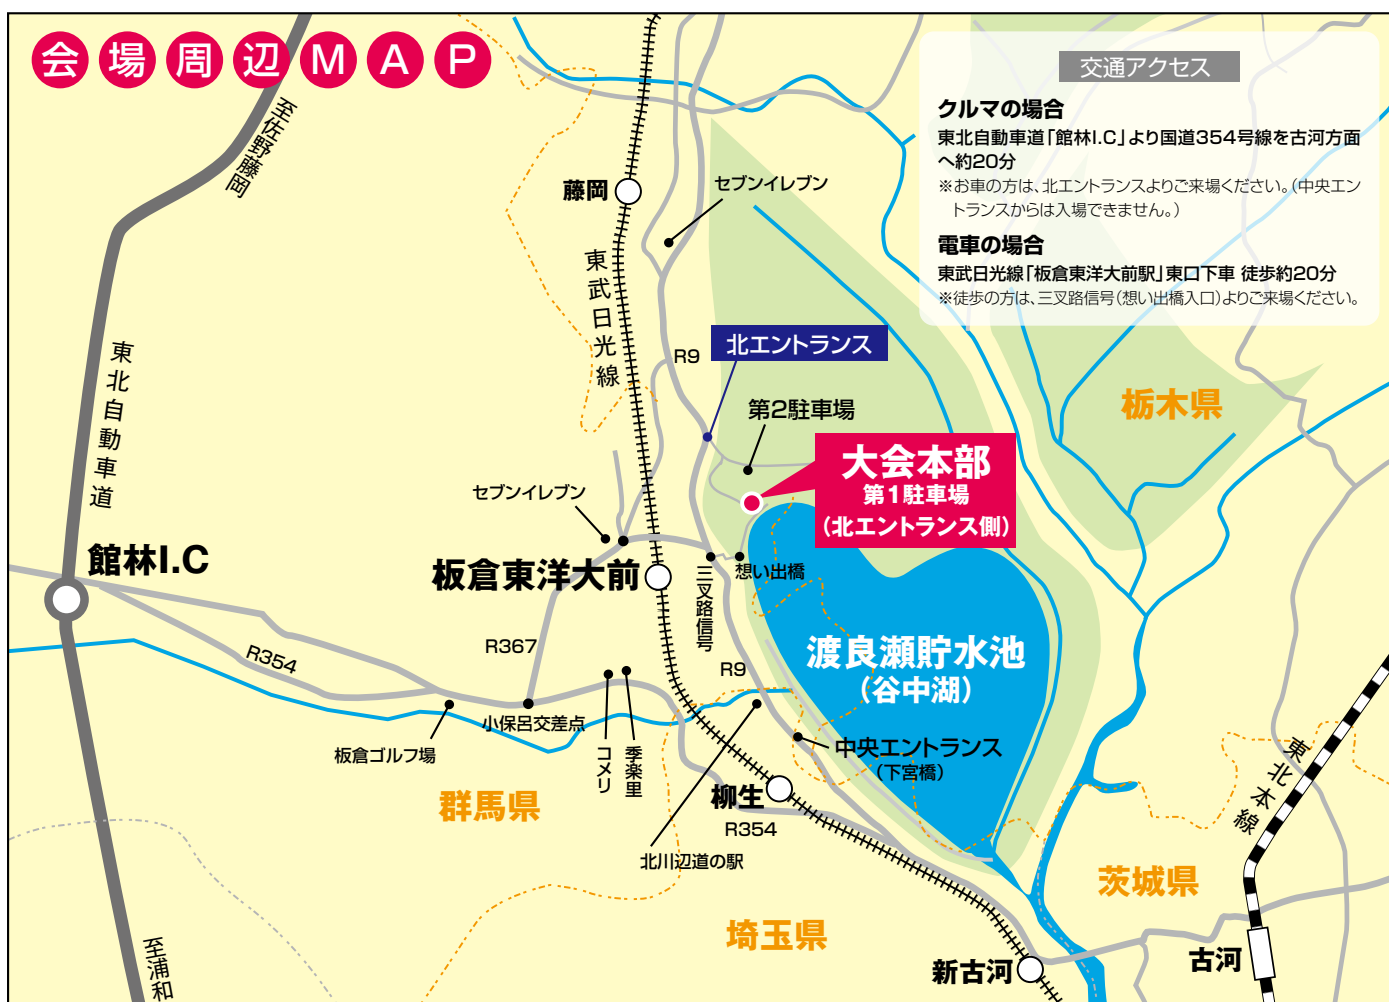 会場周辺MAP
交通アクセス
クルマの場合
東北自動車道「館林I.C」より国道354号線を古河方面
へ約20分
※お車の方は、北エントランスよりご来場ください。(中央エン
トランスからは入場できません。)
電車の場合
東武日光線「板倉東洋大前駅」東口下車 徒歩約20分
※徒歩の方は、三叉路信号(想い出橋入口)よりご来場ください。
至佐野藤岡
藤岡
セブンイレブン
東武日光線
東北自動車道
R9
北エントランス
栃木県
第2駐車場
大会本部
第1駐車場
(北エントランス側)
セブンイレブン
館林I.C
板倉東洋大前
三叉路信号
想い出橋
R367
R354
R9
渡良瀬貯水池
(谷中湖)
小保呂交差点
板倉ゴルフ場
コメリ
季楽里
中央エントランス
(下宮橋)
東北本線
群馬県
柳生
R354
北川辺道の駅
茨城県
埼玉県
至浦和
新古河
古河